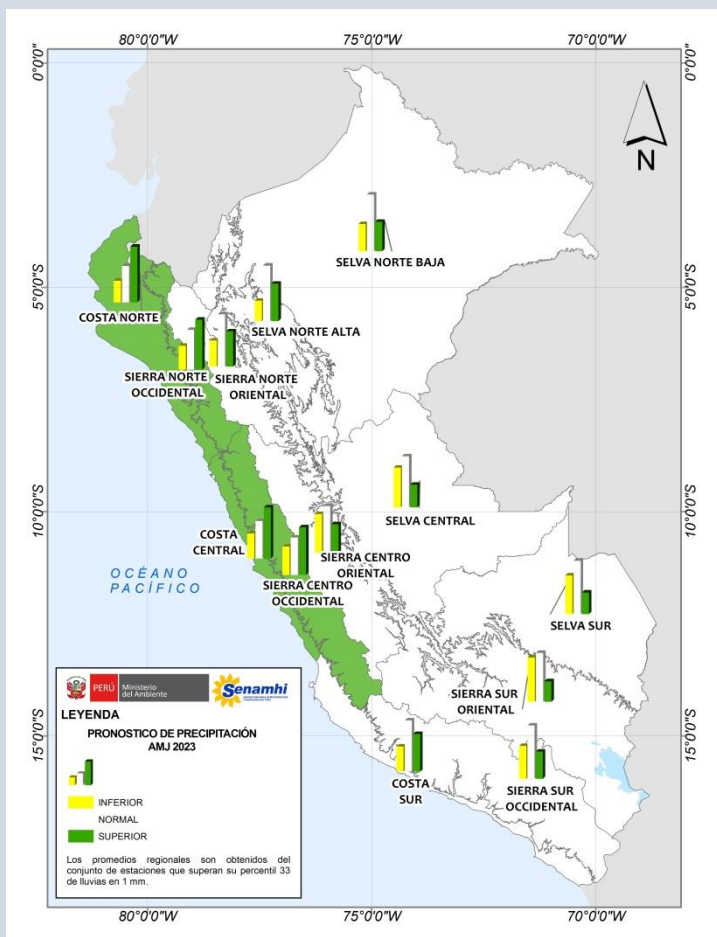 80°0'0"W 75°0'0"W 70°0'0"W
0°0'0" 0°0'0"
N
SELVA NORTE BAJA
5°0'0"S 5°0'0"S
COSTA NORTE
SELVA NORTE ALTA
SIERRA NORTE
OCCIDENTAL
SIERRA NORTE
ORIENTAL
SELVA CENTRAL
10°0'0"S 10°0'0"S
COSTA
CENTRAL
SIERRA CENTRO
ORIENTAL
SIERRA CENTRO
OCCIDENTAL
OCÉANO
PACÍFICO
SELVA SUR
SIERRA SUR
ORIENTAL
15°0'0"S 15°0'0"S
COSTA
SUR
SIERRA SUR
OCCIDENTAL
PERÚ Ministerio
del Ambiente
Senamhi
LEYENDA
PRONOSTICO DE PRECIPITACIÓN
AMJ 2023
INFERIOR
NORMAL
SUPERIOR
Los promedios regionales son obtenidos del
conjunto de estaciones que superan su percentil 33
de lluvias en 1 mm.
80°0'0"W 75°0'0"W 70°0'0"W